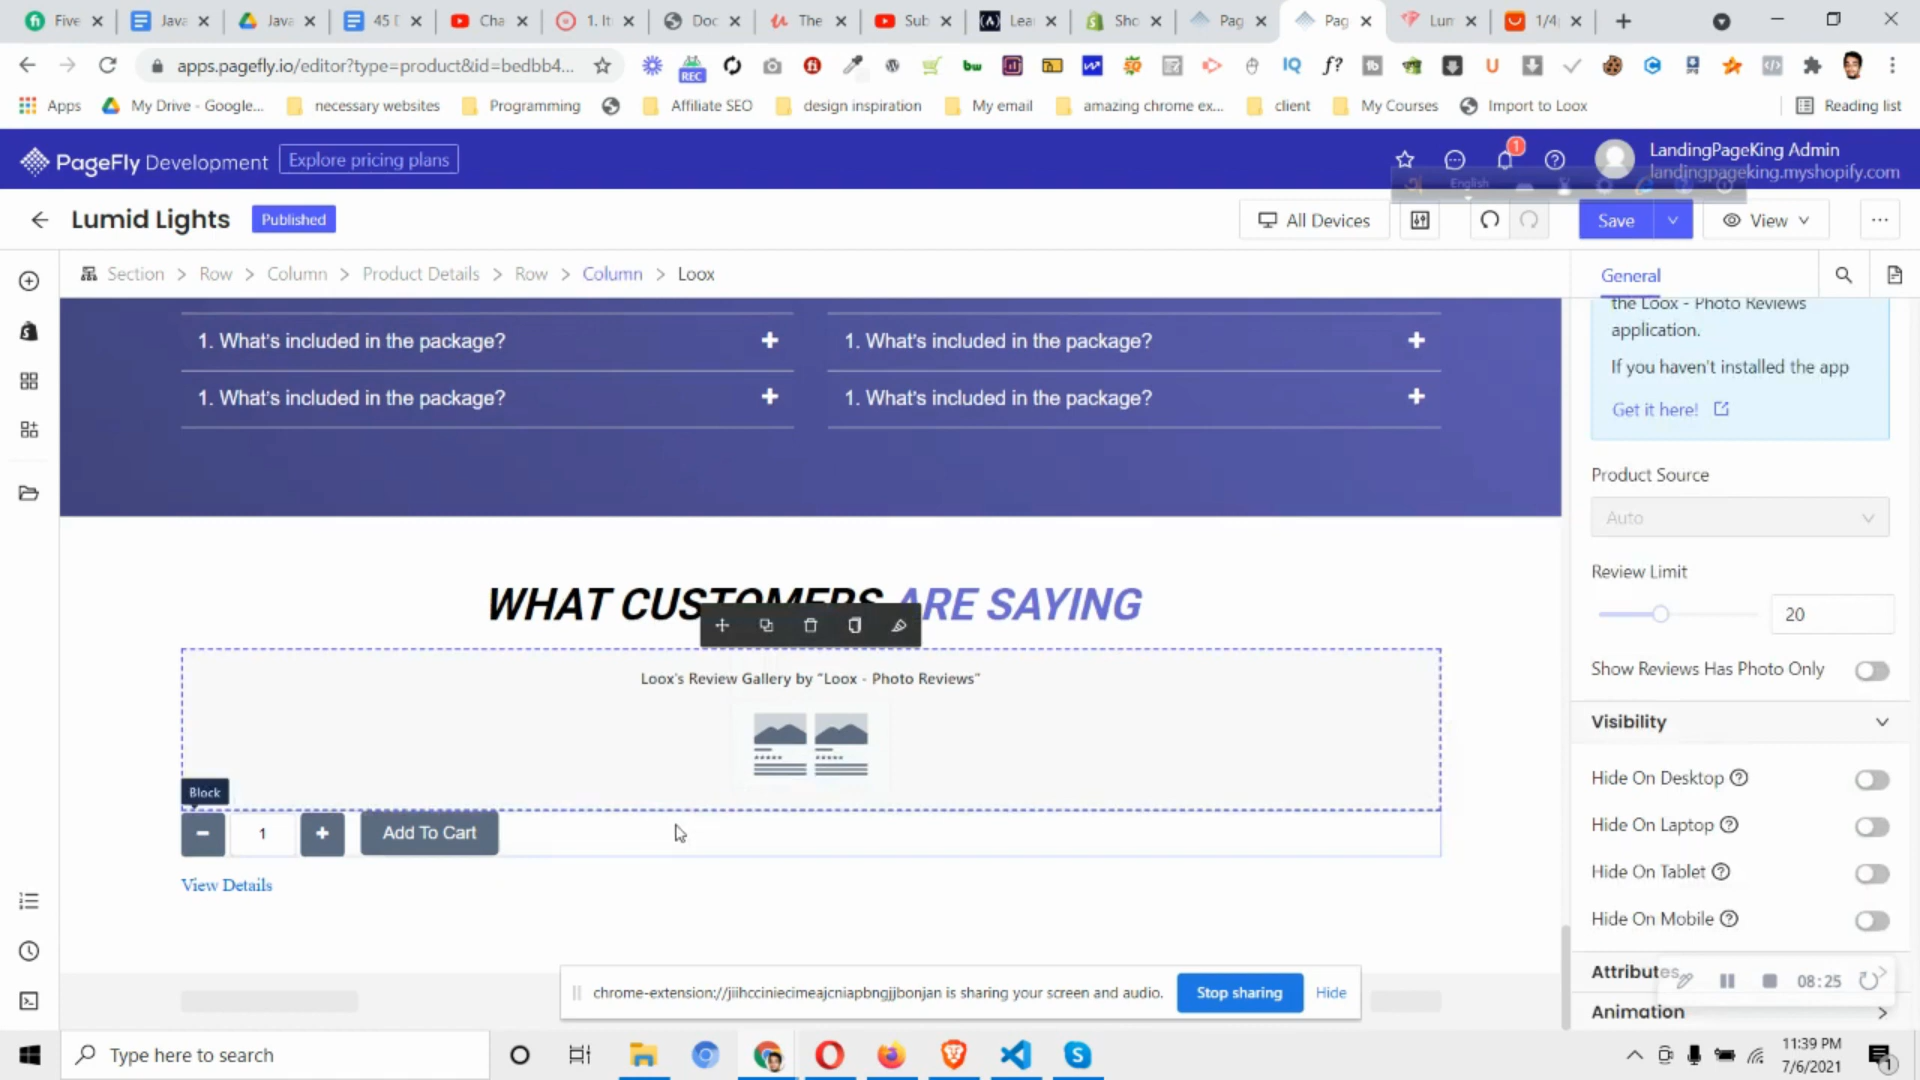 Five
Java
Java
45 D
Cha
1. It
Doc
The
Sub
Lea
Sho
Pag
Pag
Lum
1/4
apps.pagefly.io/editor?type=product&id=bedbb4...
REC
bw
IQ
f?
Apps
My Drive - Google...
necessary websites
Programming
Affiliate SEO
design inspiration
My email
amazing chrome ex...
client
My Courses
Import to Loox
Reading list
PageFly Development
Explore pricing plans
1
LandingPageKing Admin
landingpageking.myshopify.com
English
Lumid Lights
Published
All Devices
Save
View
Section > Row > Column > Product Details > Row > Column > Loox
General
1. What's included in the package?
1. What's included in the package?
1. What's included in the package?
1. What's included in the package?
the Loox - Photo Reviews
application.
If you haven't installed the app
Get it here!
Product Source
Auto
Review Limit
20
Show Reviews Has Photo Only
WHAT CUSTOMERS ARE SAYING
Loox's Review Gallery by "Loox - Photo Reviews"
Block
1
Add To Cart
View Details
Visibility
Hide On Desktop
Hide On Laptop
Hide On Tablet
Hide On Mobile
Attributes
08:25
Animation
chrome-extension://jiihcciniecimeajcniapbngjjbonjan is sharing your screen and audio.
Stop sharing
Hide
Type here to search
11:39 PM
7/6/2021
1